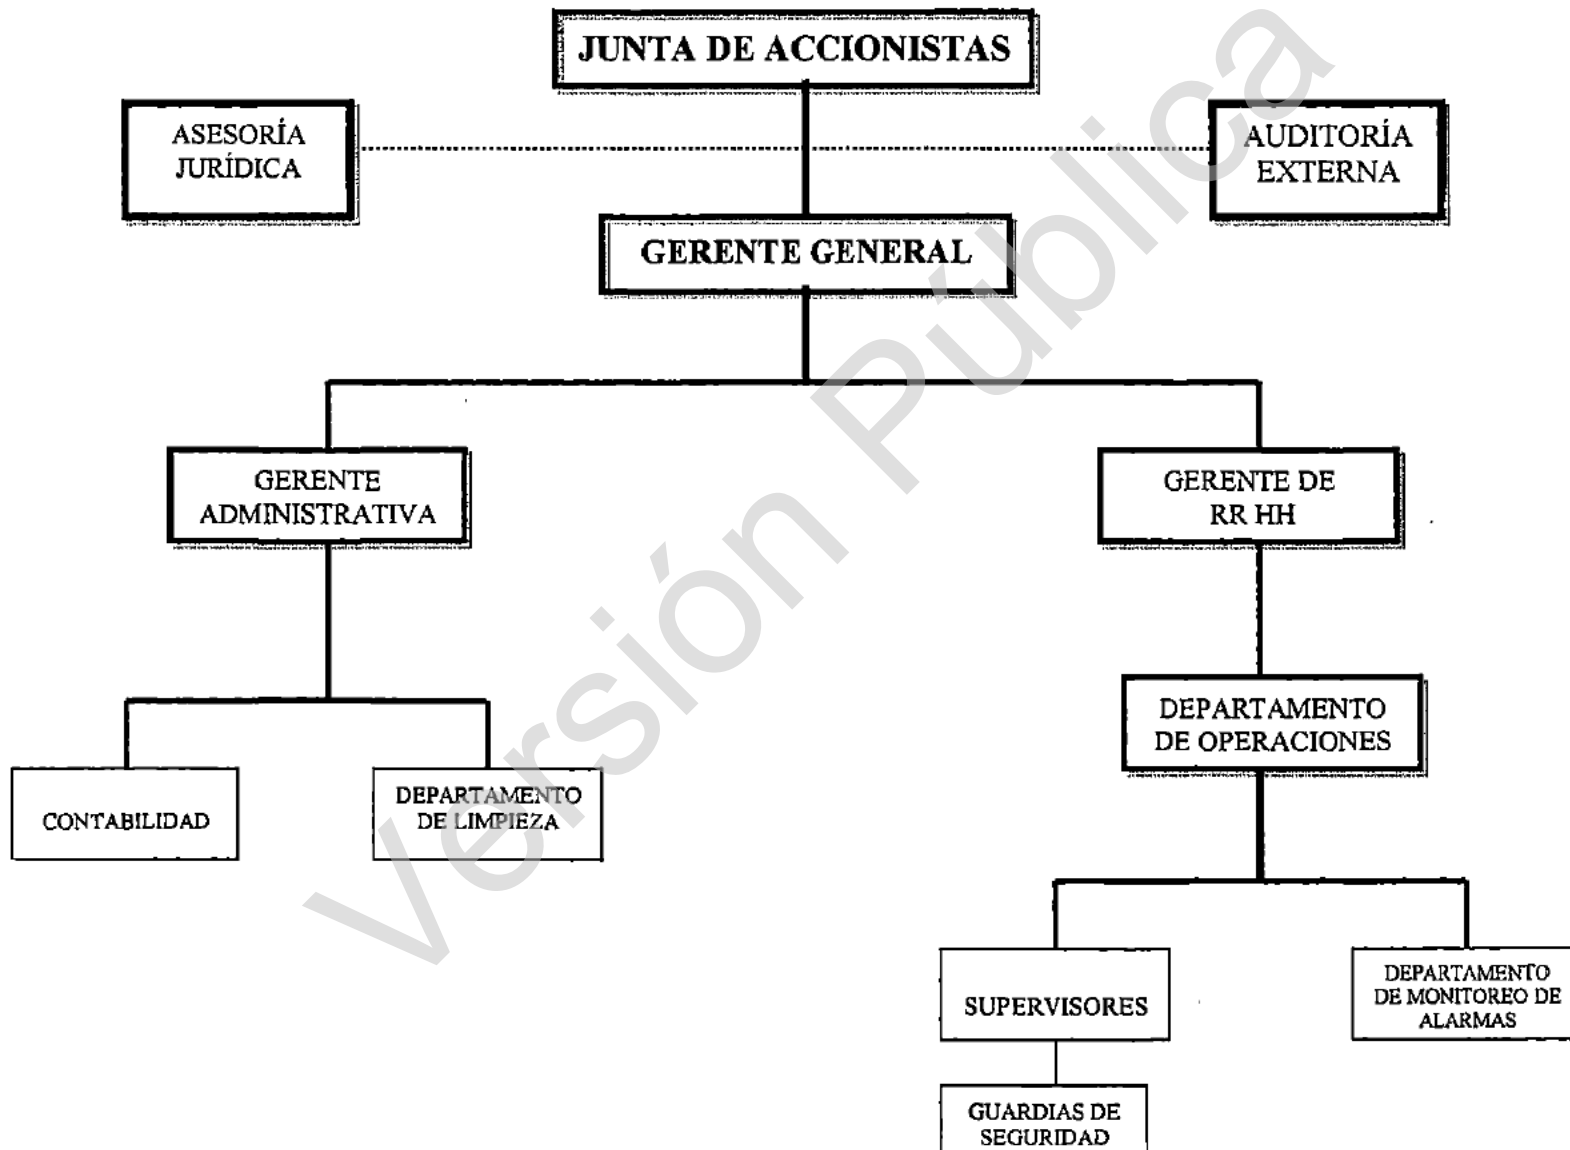 JUNTA DE ACCIONISTAS
ASESORÍA
JURÍDICA
AUDITORÍA
EXTERNA
GERENTE GENERAL
GERENTE
ADMINISTRATIVA
GERENTE DE
RR HH
DEPARTAMENTO
DE OPERACIONES
CONTABILIDAD
DEPARTAMENTO
DE LIMPIEZA
SUPERVISORES
DEPARTAMENTO
DE MONITOREO DE
ALARMAS
GUARDIAS DE
SEGURIDAD
Versión Pública